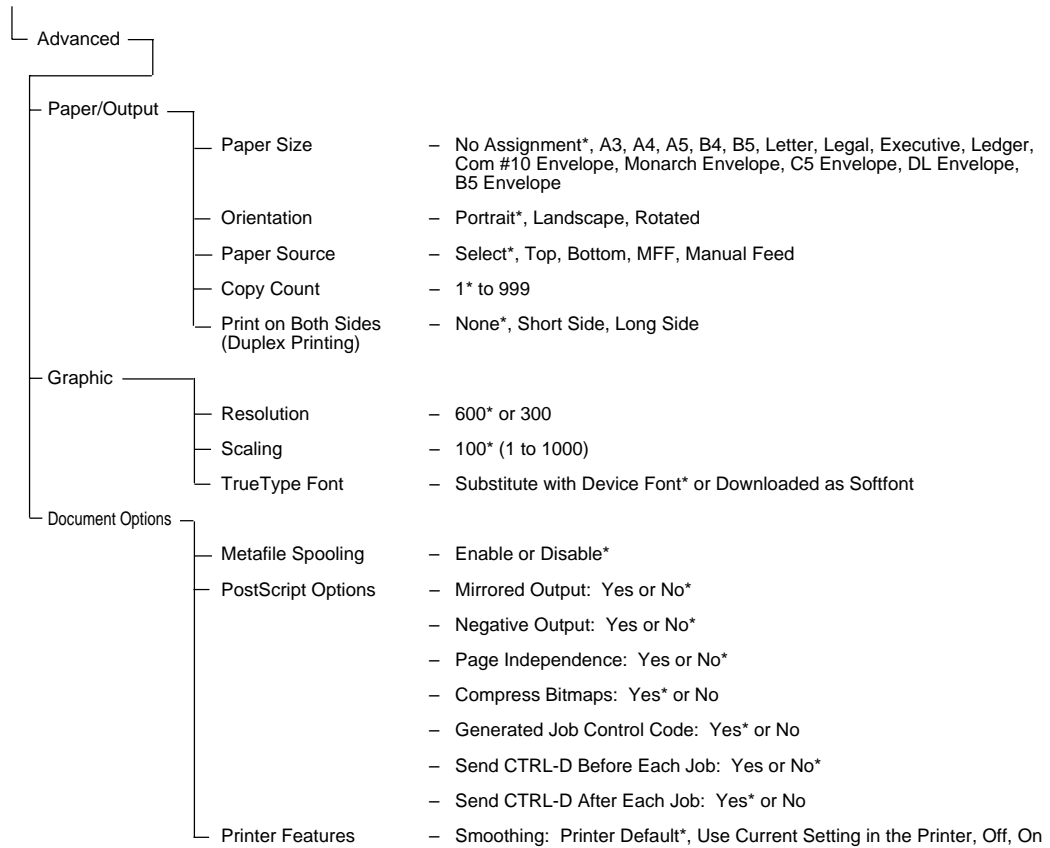 Advanced
Paper/Output
Paper Size – No Assignment*, A3, A4, A5, B4, B5, Letter, Legal, Executive, Ledger,
Com #10 Envelope, Monarch Envelope, C5 Envelope, DL Envelope,
B5 Envelope
Orientation – Portrait*, Landscape, Rotated
Paper Source – Select*, Top, Bottom, MFF, Manual Feed
Copy Count – 1* to 999
Print on Both Sides – None*, Short Side, Long Side
(Duplex Printing)
Graphic
Resolution – 600* or 300
Scaling – 100* (1 to 1000)
TrueType Font – Substitute with Device Font* or Downloaded as Softfont
Document Options
Metafile Spooling – Enable or Disable*
PostScript Options – Mirrored Output: Yes or No*
– Negative Output: Yes or No*
– Page Independence: Yes or No*
– Compress Bitmaps: Yes* or No
– Generated Job Control Code: Yes* or No
– Send CTRL-D Before Each Job: Yes or No*
– Send CTRL-D After Each Job: Yes* or No
Printer Features – Smoothing: Printer Default*, Use Current Setting in the Printer, Off, On